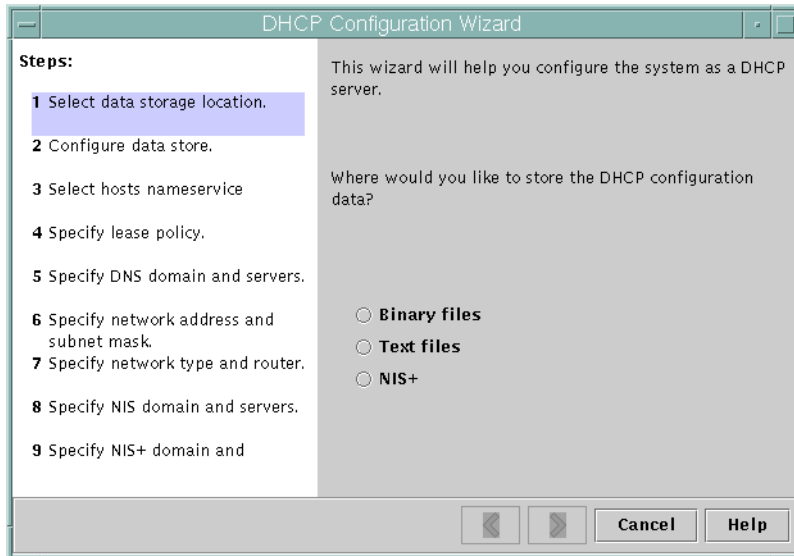 DHCP Configuration Wizard
Steps:
1 Select data storage location.
2 Configure data store.
3 Select hosts nameservice
4 Specify lease policy.
5 Specify DNS domain and servers.
6 Specify network address and
subnet mask.
7 Specify network type and router.
8 Specify NIS domain and servers.
9 Specify NIS+ domain and
This wizard will help you configure the system as a DHCP
server.
Where would you like to store the DHCP configuration
data?
Binary files
Text files
NIS+
Cancel
Help